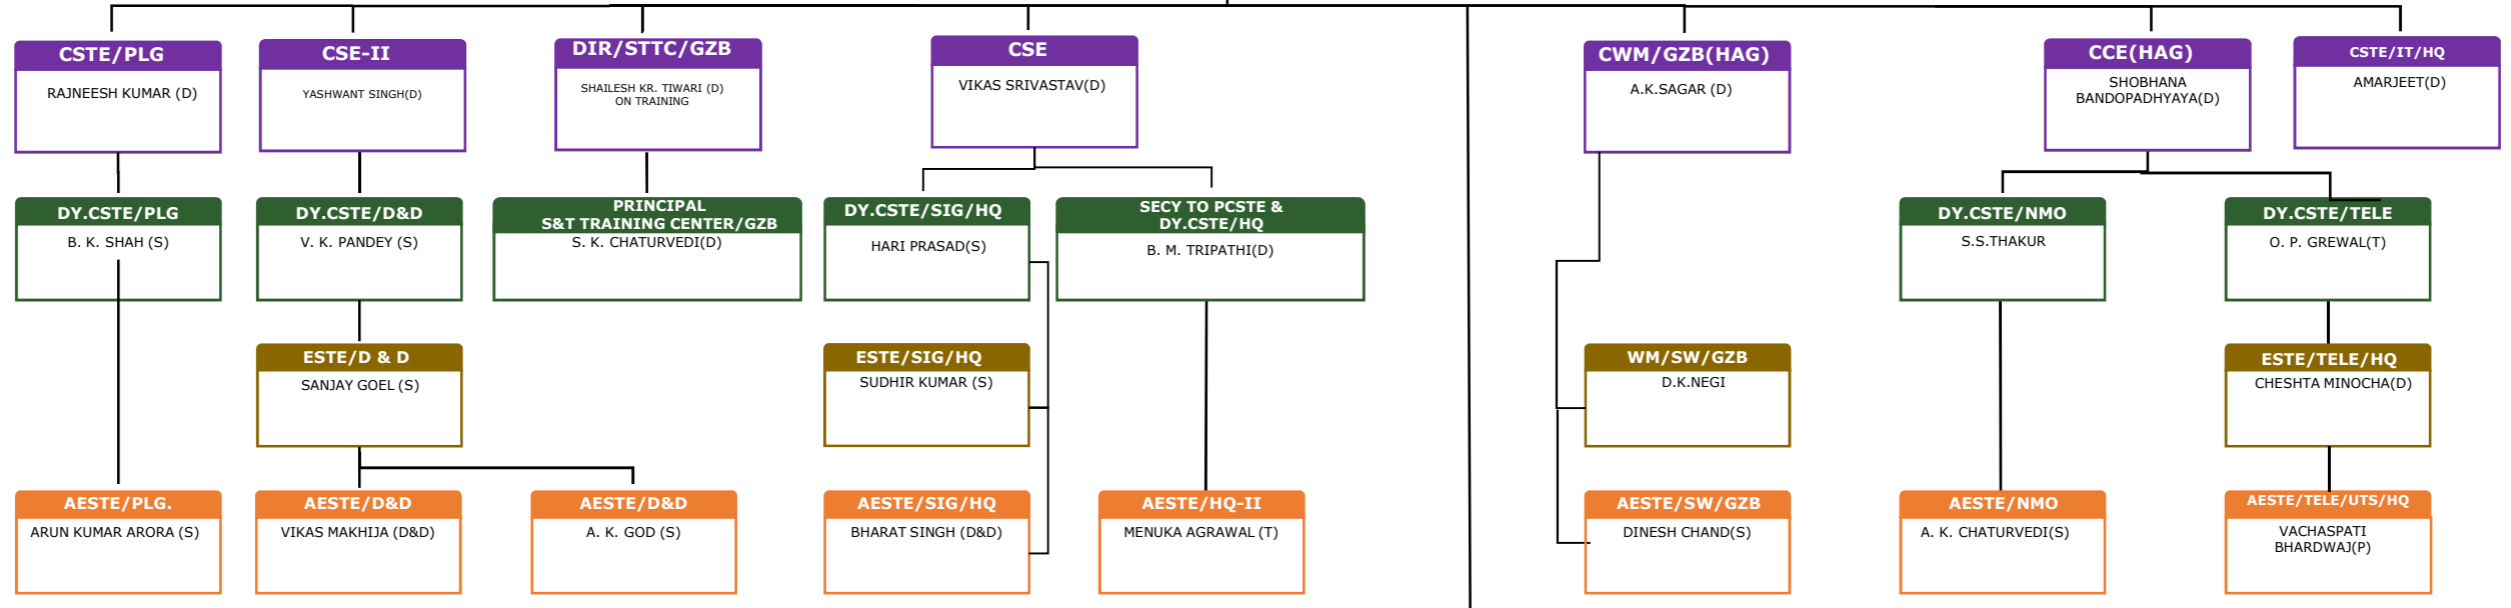 CSTE/PLG
RAJNEESH KUMAR (D)
CSE-II
YASHWANT SINGH(D)
DIR/STTC/GZB
SHAILESH KR. TIWARI (D)
ON TRAINING
CSE
VIKAS SRIVASTAV(D)
CWM/GZB(HAG)
A.K.SAGAR (D)
CCE(HAG)
SHOBHANA
BANDOPADHYAYA(D)
CSTE/IT/HQ
AMARJEET(D)
DY.CSTE/PLG
B. K. SHAH (S)
DY.CSTE/D&D
V. K. PANDEY (S)
PRINCIPAL
S&T TRAINING CENTER/GZB
S. K. CHATURVEDI(D)
DY.CSTE/SIG/HQ
HARI PRASAD(S)
SECY TO PCSTE &
DY.CSTE/HQ
B. M. TRIPATHI(D)
DY.CSTE/NMO
S.S.THAKUR
DY.CSTE/TELE
O. P. GREWAL(T)
ESTE/D & D
SANJAY GOEL (S)
ESTE/SIG/HQ
SUDHIR KUMAR (S)
WM/SW/GZB
D.K.NEGI
ESTE/TELE/HQ
CHESHTA MINOCHA(D)
AESTE/PLG.
ARUN KUMAR ARORA (S)
AESTE/D&D
VIKAS MAKHIJA (D&D)
AESTE/D&D
A. K. GOD (S)
AESTE/SIG/HQ
BHARAT SINGH (D&D)
AESTE/HQ-II
MENUKA AGRAWAL (T)
AESTE/SW/GZB
DINESH CHAND(S)
AESTE/NMO
A. K. CHATURVEDI(S)
AESTE/TELE/UTS/HQ
VACHASPATI
BHARDWAJ(P)